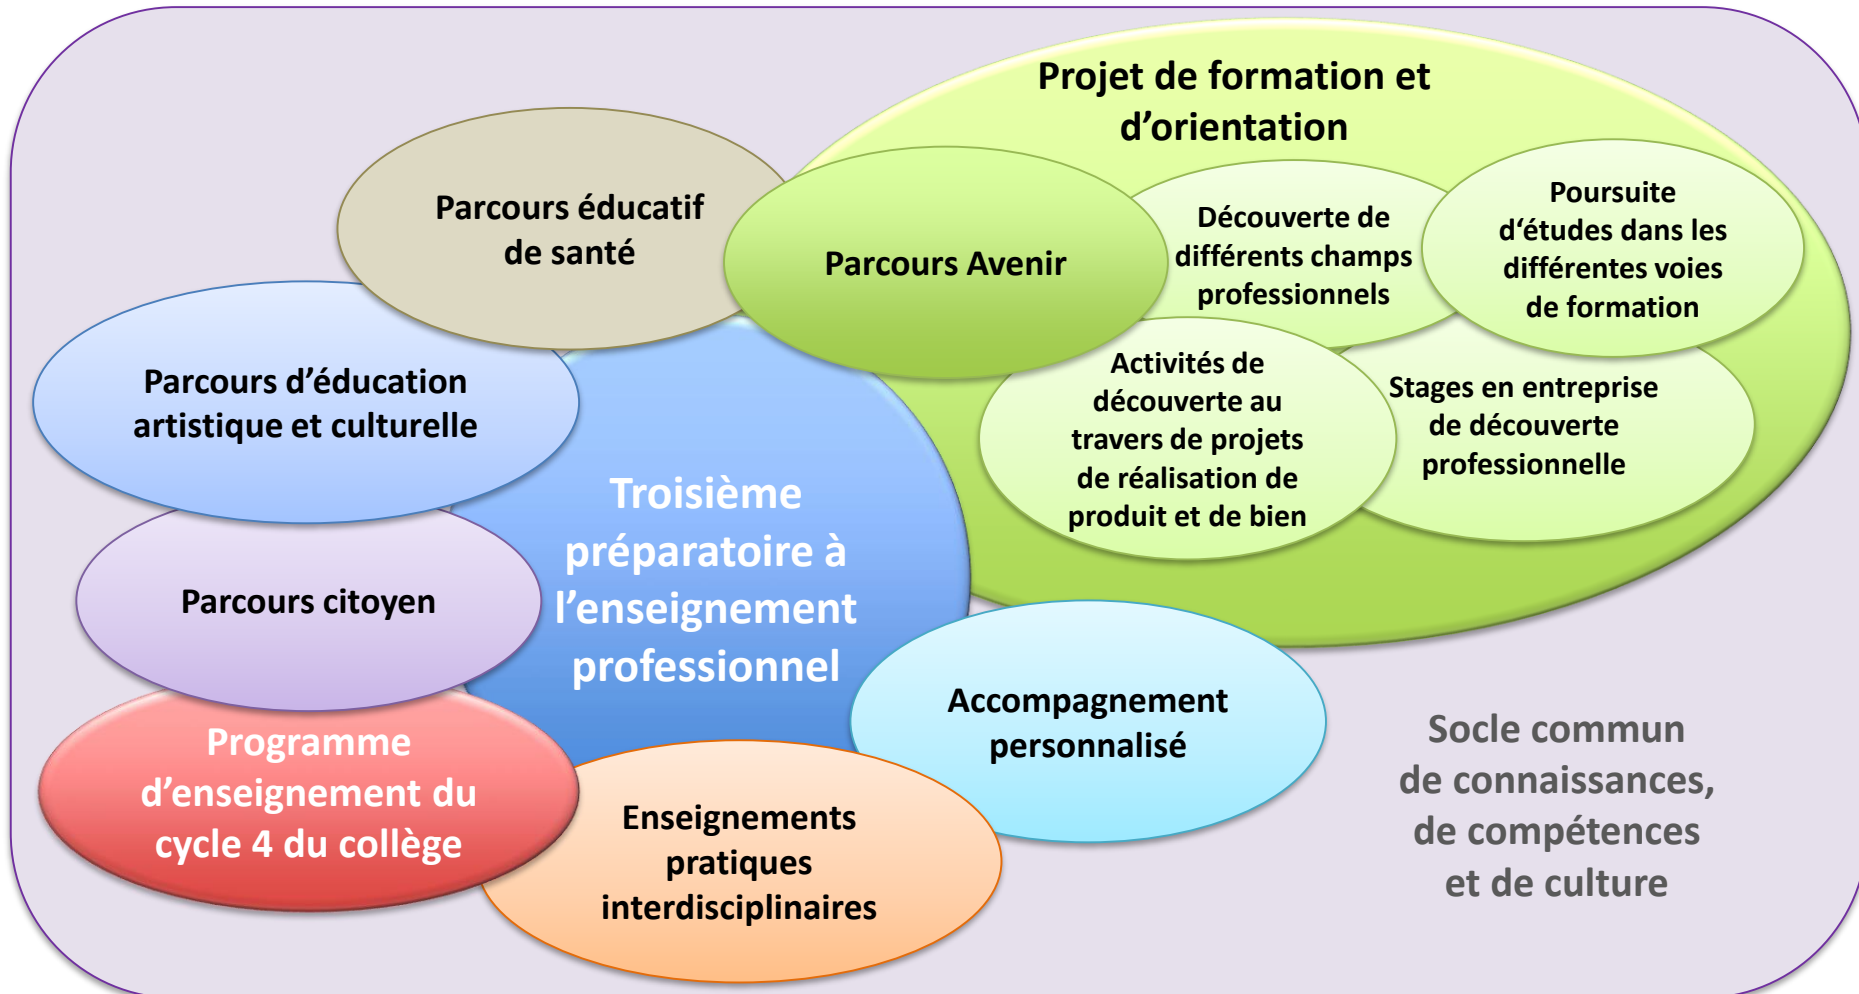 Projet de formation et
d’orientation
Parcours éducatif
de santé
Parcours Avenir
Découverte de
différents champs
professionnels
Poursuite
d‘études dans les
différentes voies
de formation
Parcours d’éducation
artistique et culturelle
Activités de
découverte au
travers de projets
de réalisation de
produit et de bien
Stages en entreprise
de découverte
professionnelle
Troisième
préparatoire à
l’enseignement
professionnel
Parcours citoyen
Programme
d’enseignement du
cycle 4 du collège
Accompagnement
personnalisé
Enseignements
pratiques
interdisciplinaires
Socle commun
de connaissances,
de compétences
et de culture